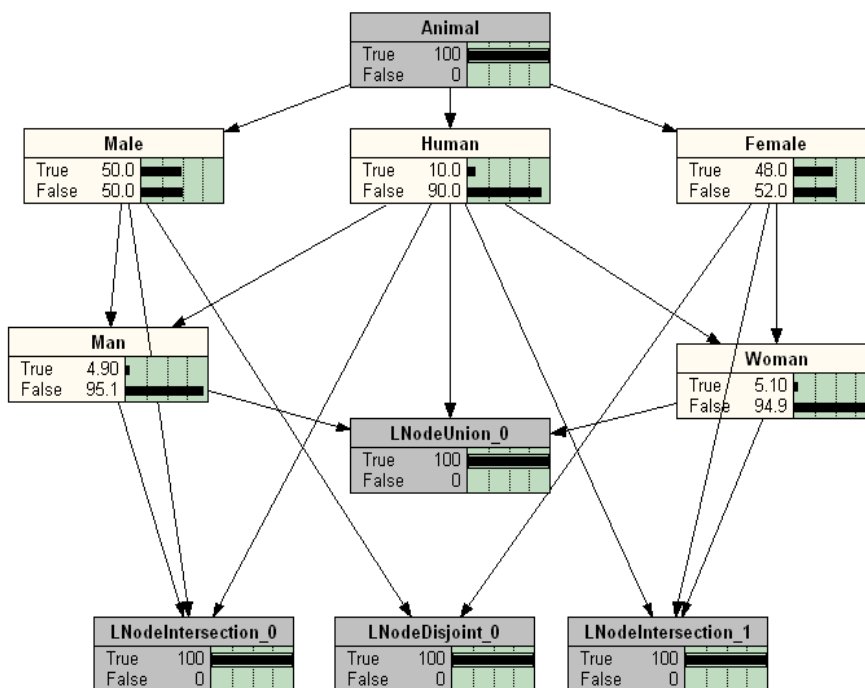 Animal
True 100
False 0
Male
True 50.0
False 50.0
Human
True 10.0
False 90.0
Female
True 48.0
False 52.0
Man
True 4.90
False 95.1
Woman
True 5.10
False 94.9
LNodeUnion_0
True 100
False 0
LNodeIntersection_0
True 100
False 0
LNodeDisjoint_0
True 100
False 0
LNodeIntersection_1
True 100
False 0